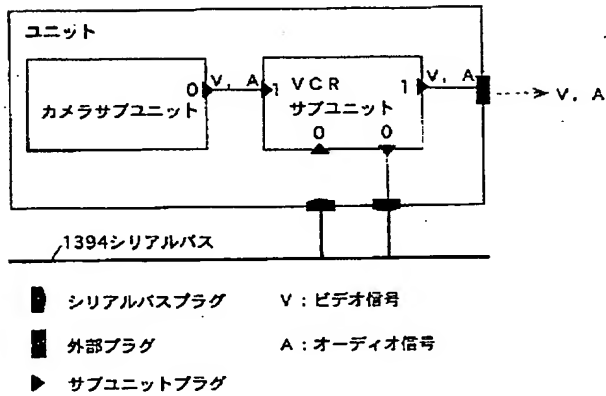 ユニット
カメラサブユニット
0
V, A
1
VCR
サブユニット
1
V, A
V, A
0
0
1394シリアルバス
シリアルバスプラグ
V : ビデオ信号
外部プラグ
A : オーディオ信号
サブユニットプラグ